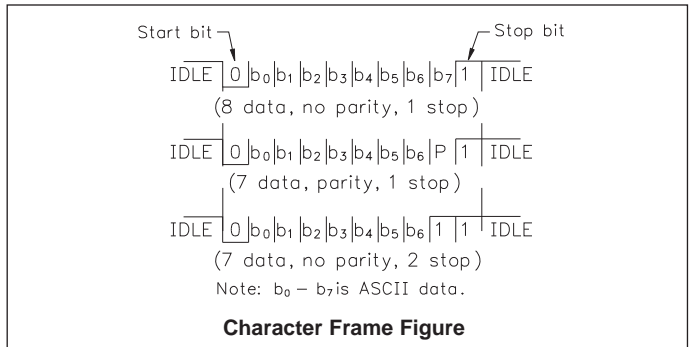 Start bit Stop bit
IDLE 0 b₀ b₁ b₂ b₃ b₄ b₅ b₆ b₇ 1 IDLE
(8 data, no parity, 1 stop)
IDLE 0 b₀ b₁ b₂ b₃ b₄ b₅ b₆ P 1 IDLE
(7 data, parity, 1 stop)
IDLE 0 b₀ b₁ b₂ b₃ b₄ b₅ b₆ 1 1 IDLE
(7 data, no parity, 2 stop)
Note: b₀ – b₇ is ASCII data.
Character Frame Figure